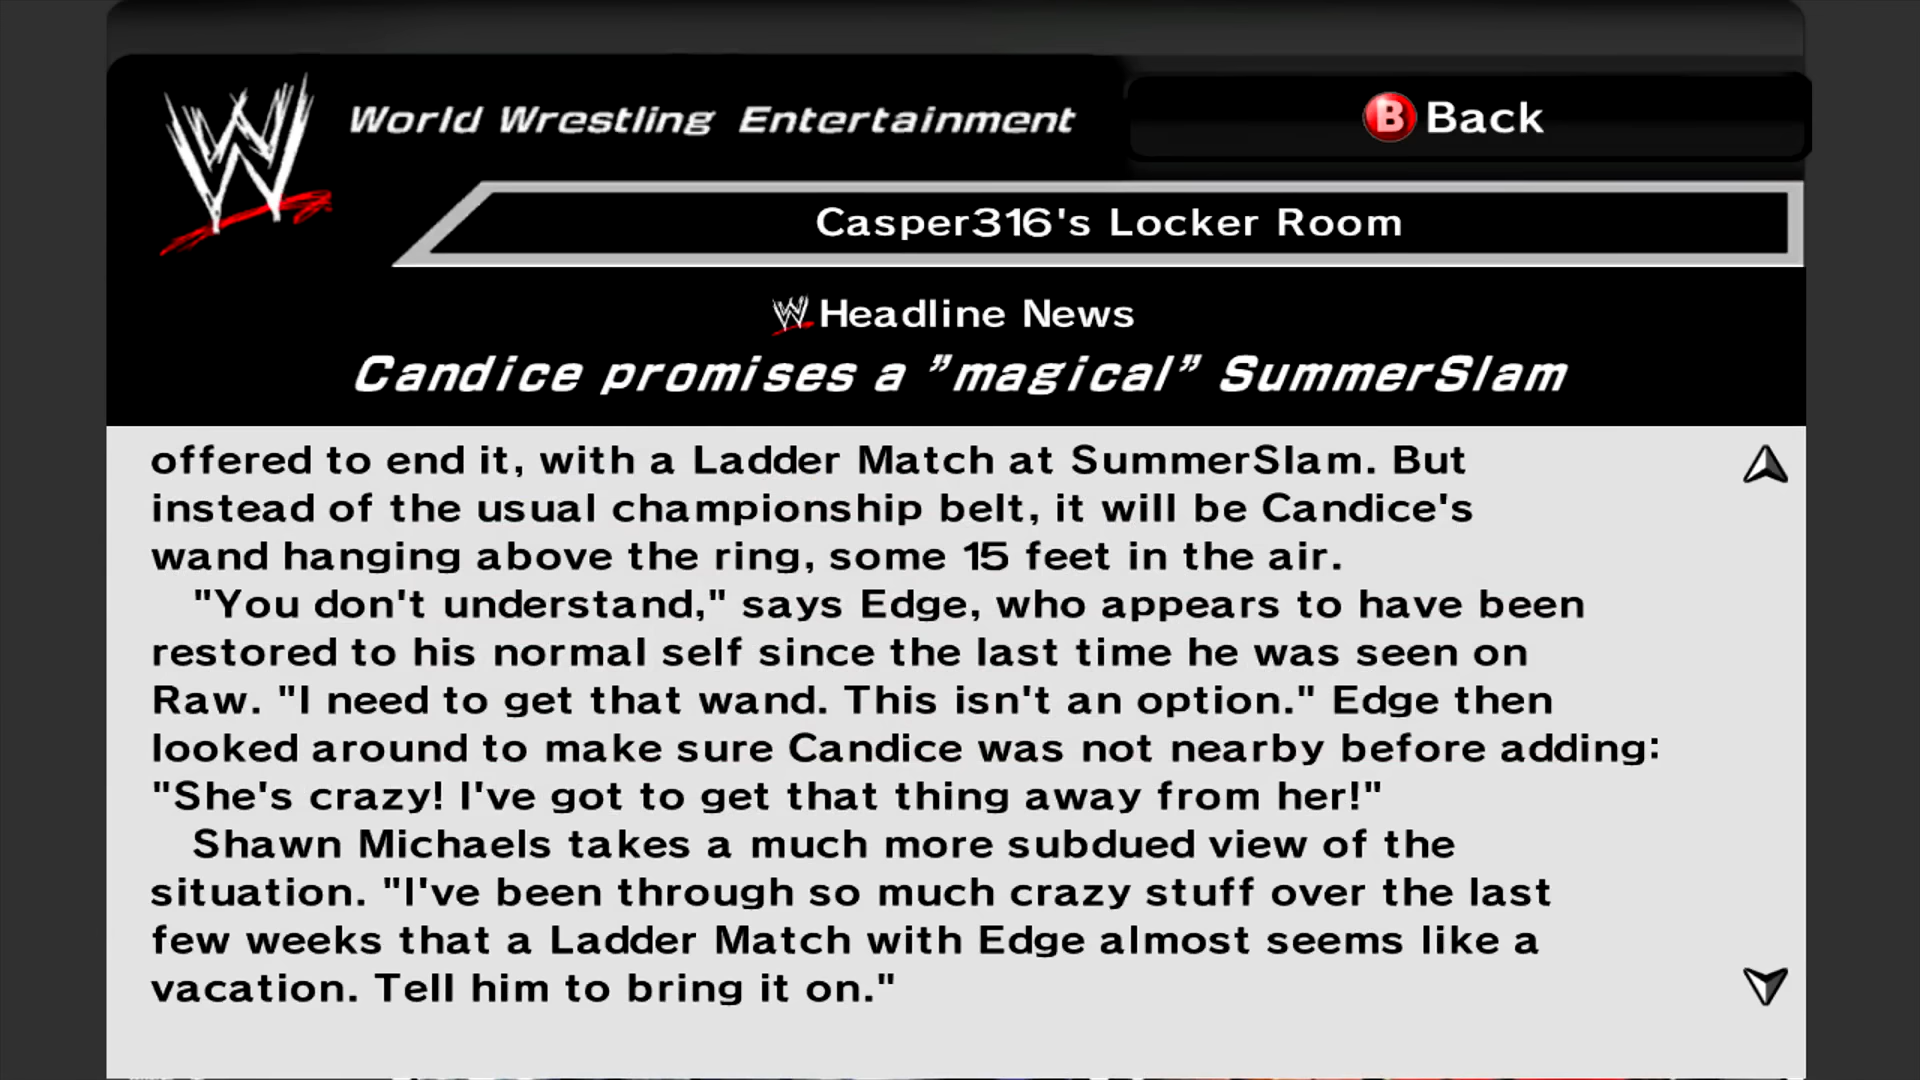 World Wrestling Entertainment
B Back
Casper316's Locker Room
W Headline News
Candice promises a "magical" SummerSlam
offered to end it, with a Ladder Match at SummerSlam. But
instead of the usual championship belt, it will be Candice's
wand hanging above the ring, some 15 feet in the air.
"You don't understand," says Edge, who appears to have been
restored to his normal self since the last time he was seen on
Raw. "I need to get that wand. This isn't an option." Edge then
looked around to make sure Candice was not nearby before adding:
"She's crazy! I've got to get that thing away from her!"
Shawn Michaels takes a much more subdued view of the
situation. "I've been through so much crazy stuff over the last
few weeks that a Ladder Match with Edge almost seems like a
vacation. Tell him to bring it on."